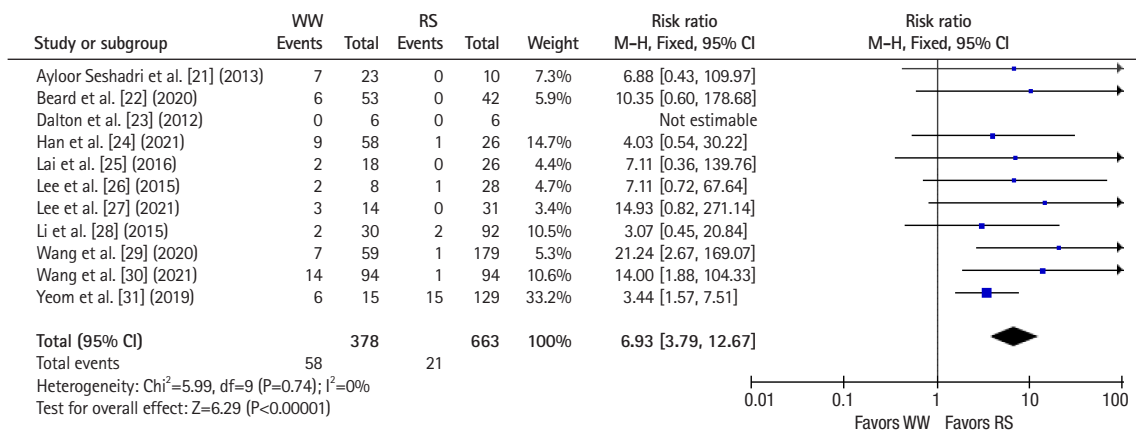 WW RS Risk ratio Risk ratio
Study or subgroup Events Total Events Total Weight M–H, Fixed, 95% CI M–H, Fixed, 95% CI
Ayloor Seshadri et al. [21] (2013) 7 23 0 10 7.3% 6.88 [0.43, 109.97]
Beard et al. [22] (2020) 6 53 0 42 5.9% 10.35 [0.60, 178.68]
Dalton et al. [23] (2012) 0 6 0 6 Not estimable
Han et al. [24] (2021) 9 58 1 26 14.7% 4.03 [0.54, 30.22]
Lai et al. [25] (2016) 2 18 0 26 4.4% 7.11 [0.36, 139.76]
Lee et al. [26] (2015) 2 8 1 28 4.7% 7.11 [0.72, 67.64]
Lee et al. [27] (2021) 3 14 0 31 3.4% 14.93 [0.82, 271.14]
Li et al. [28] (2015) 2 30 2 92 10.5% 3.07 [0.45, 20.84]
Wang et al. [29] (2020) 7 59 1 179 5.3% 21.24 [2.67, 169.07]
Wang et al. [30] (2021) 14 94 1 94 10.6% 14.00 [1.88, 104.33]
Yeom et al. [31] (2019) 6 15 15 129 33.2% 3.44 [1.57, 7.51]
Total (95% CI) 378 663 100% 6.93 [3.79, 12.67]
Total events 58 21
Heterogeneity: Chi²=5.99, df=9 (P=0.74); I²=0%
Test for overall effect: Z=6.29 (P<0.00001)
0.01 0.1 1 10 100
Favors WW Favors RS